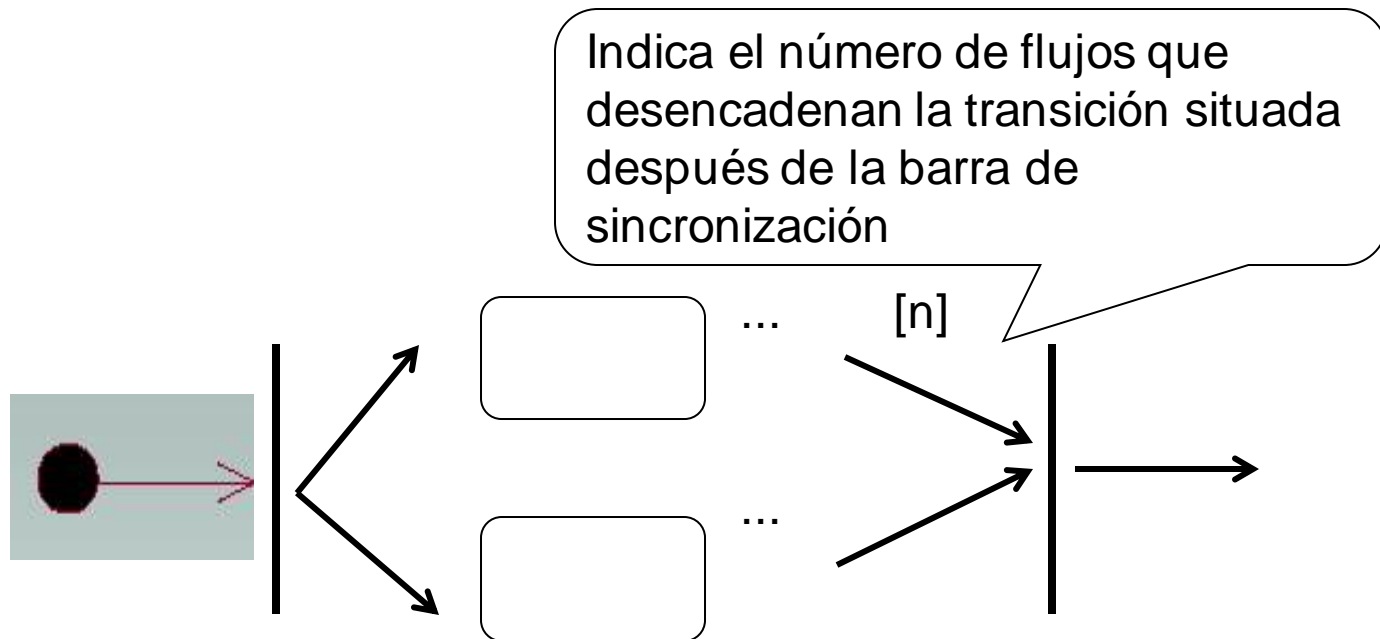 Indica el número de flujos que
desencadenan la transición situada
después de la barra de
sincronización
... [n]
...